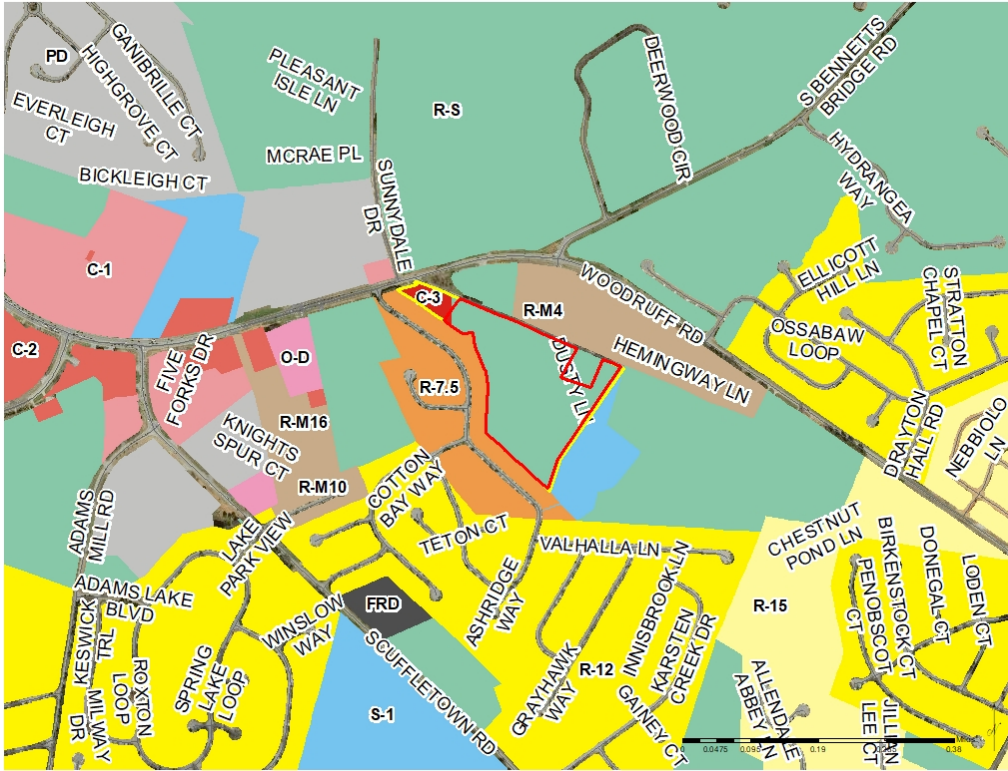 PD
GANIBRILLE CT
HIGHGROVE CT
EVERLEIGH
CT
PLEASANT
ISLE LN
R-S
DEERWOOD CIR
S BENNETTS
BRIDGE RD
BICKLEIGH CT
MCRAE PL
SUNNYDALE
DR
HYDRANGEA
WAY
C-1
C-3
R-M4
WOODRUFF RD
ELLICOTT
HILL LN
STRATTON
CHAPEL CT
C-2
FIVE
FORKS DR
O-D
R-7.5
DUSTY LN
HEMINGWAY LN
OSSABAW
LOOP
R-M16
KNIGHTS
SPUR CT
DRAYTON
HALL RD
NEBBIOLO
LN
R-M10
COTTON
BAY WAY
ADAMS
MILL RD
LAKE
PARK VIEW
TETON CT
VALHALLA LN
CHESTNUT
POND LN
BIRKENSTOCK CT
DONEGAL CT
LODEN CT
PENOBSCOT
CT
ADAMS LAKE
BLVD
KESWICK
TRL
WINSLOW
WAY
FRD
ASHRIDGE
WAY
INNISBROOK LN
KARSTEN
CREEK DR
R-15
ROXTON
LOOP
SPRING
LAKE
LOOP
MILWAY
DR
SCUFFLETOWN RD
GRAYHAWK
WAY
R-12
GAINEY CT
ALLENDALE
ABBEY LN
JILLIAN
LEE CT
S-1
0 0.0475 0.095 0.19 0.38